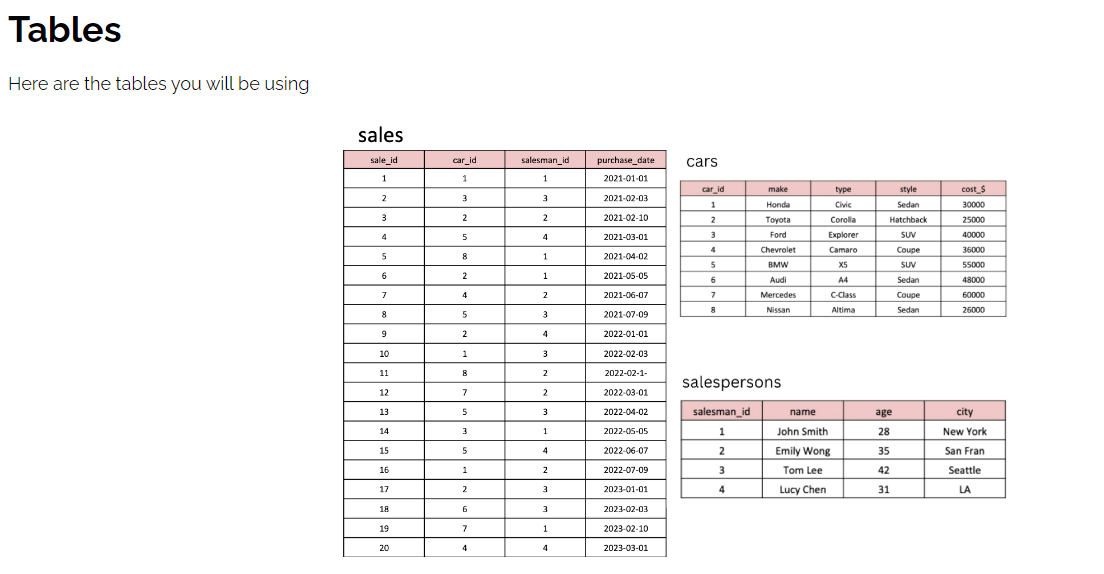 Tables
Here are the tables you will be using
sales
sale_id car_id salesman_id purchase_date
1 1 1 2021-01-01
2 3 3 2021-02-03
3 2 2 2021-02-10
4 5 4 2021-03-01
5 8 1 2021-04-02
6 2 1 2021-05-05
7 4 2 2021-06-07
8 5 3 2021-07-09
9 2 4 2022-01-01
10 1 3 2022-02-03
11 8 2 2022-02-1-
12 7 2 2022-03-01
13 5 3 2022-04-02
14 3 1 2022-05-05
15 5 4 2022-06-07
16 1 2 2022-07-09
17 2 3 2023-01-01
18 6 3 2023-02-03
19 7 1 2023-02-10
20 4 4 2023-03-01
cars
car_id make type style cost_$
1 Honda Civic Sedan 30000
2 Toyota Corolla Hatchback 25000
3 Ford Explorer SUV 40000
4 Chevrolet Camaro Coupe 36000
5 BMW X5 SUV 55000
6 Audi A4 Sedan 48000
7 Mercedes C-Class Coupe 60000
8 Nissan Altima Sedan 26000
salespersons
salesman_id name age city
1 John Smith 28 New York
2 Emily Wong 35 San Fran
3 Tom Lee 42 Seattle
4 Lucy Chen 31 LA